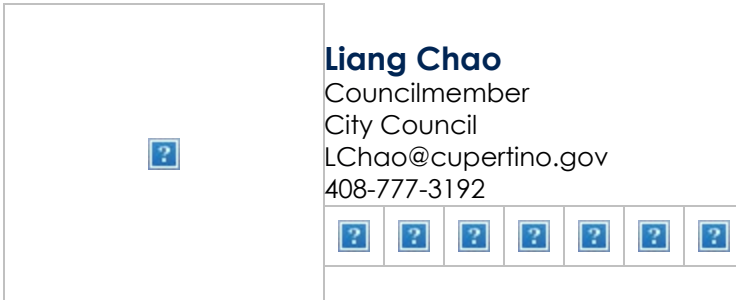 Liang Chao
Councilmember
City Council
LChao@cupertino.gov
408-777-3192